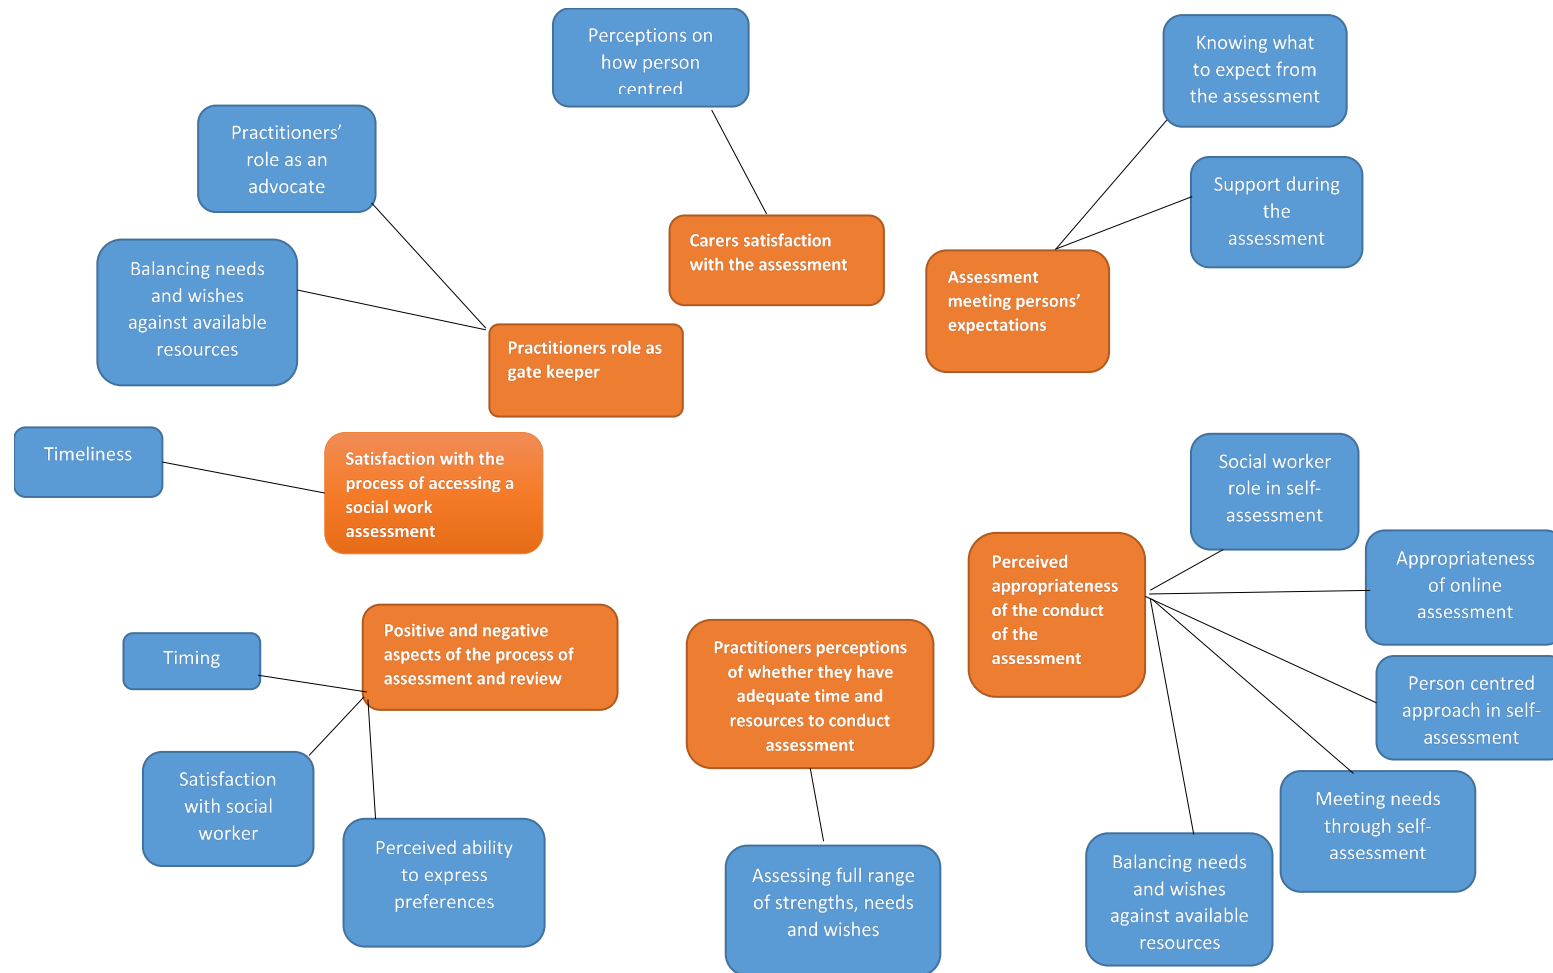 Perceptions on
how person
centred
Knowing what
to expect from
the assessment
Practitioners’
role as an
advocate
Support during
the
assessment
Carers satisfaction
with the assessment
Balancing needs
and wishes
against available
resources
Assessment
meeting persons’
expectations
Practitioners role as
gate keeper
Timeliness
Satisfaction with the
process of accessing a
social work
assessment
Social worker
role in self-
assessment
Perceived
appropriateness
of the conduct
of the
assessment
Appropriateness
of online
assessment
Timing
Positive and negative
aspects of the process of
assessment and review
Practitioners perceptions
of whether they have
adequate time and
resources to conduct
assessment
Person centred
approach in self-
assessment
Satisfaction
with social
worker
Perceived ability
to express
preferences
Assessing full range
of strengths, needs
and wishes
Meeting needs
through self-
assessment
Balancing needs
and wishes
against available
resources